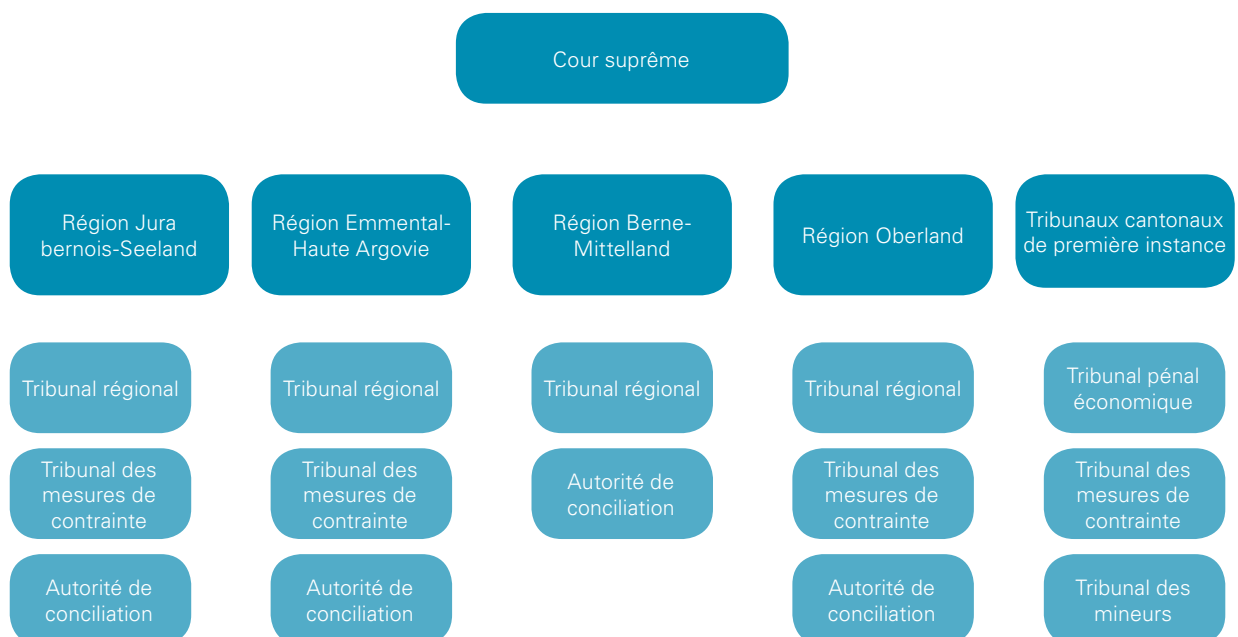 Cour suprême
Région Jura
bernois-Seeland
Région Emmental-
Haute Argovie
Région Berne-
Mittelland
Région Oberland
Tribunaux cantonaux
de première instance
Tribunal régional
Tribunal régional
Tribunal régional
Tribunal régional
Tribunal pénal
économique
Tribunal des
mesures de
contrainte
Tribunal des
mesures de
contrainte
Autorité de
conciliation
Tribunal des
mesures de
contrainte
Tribunal des
mesures de
contrainte
Autorité de
conciliation
Autorité de
conciliation
Autorité de
conciliation
Tribunal des
mineurs